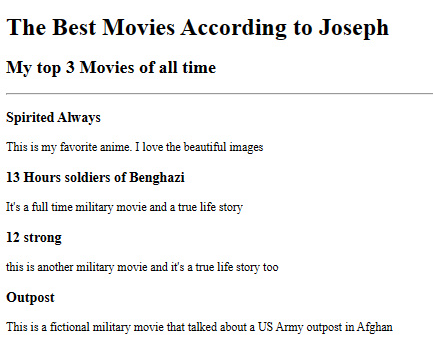 The Best Movies According to Joseph
My top 3 Movies of all time
Spirited Always
This is my favorite anime. I love the beautiful images
13 Hours soldiers of Benghazi
It's a full time military movie and a true life story
12 strong
this is another military movie and it's a true life story too
Outpost
This is a fictional military movie that talked about a US Army outpost in Afghan